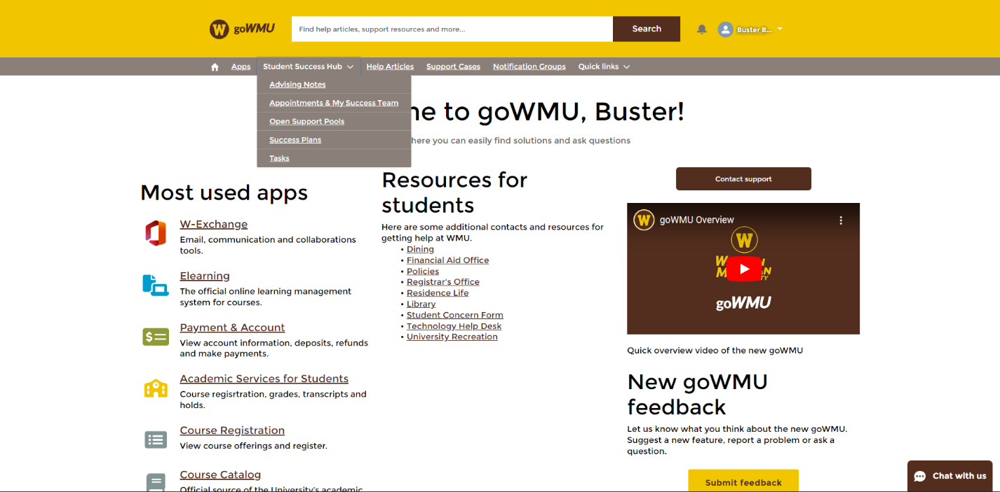 W goWMU
Find help articles, support resources and more...
Search
Buster B...
Apps
Student Success Hub
Help Articles
Support Cases
Notification Groups
Quick links
Advising Notes
Appointments & My Success Team
Open Support Pools
Success Plans
Tasks
me to goWMU, Buster!
here you can easily find solutions and ask questions
Most used apps
W-Exchange
Email, communication and collaborations
tools.
Elearning
The official online learning management
system for courses.
Payment & Account
View account information, deposits, refunds
and make payments.
Academic Services for Students
Course regisrtration, grades, transcripts and
holds.
Course Registration
View course offerings and register.
Course Catalog
Official source of the University's academic
Resources for
students
Here are some additional contacts and resources for
getting help at WMU.
• Dining
• Financial Aid Office
• Policies
• Registrar's Office
• Residence Life
• Library
• Student Concern Form
• Technology Help Desk
• University Recreation
Contact support
W goWMU Overview
W
goWMU
Quick overview video of the new goWMU
New goWMU
feedback
Let us know what you think about the new goWMU.
Suggest a new feature, report a problem or ask a
question.
Submit feedback
Chat with us